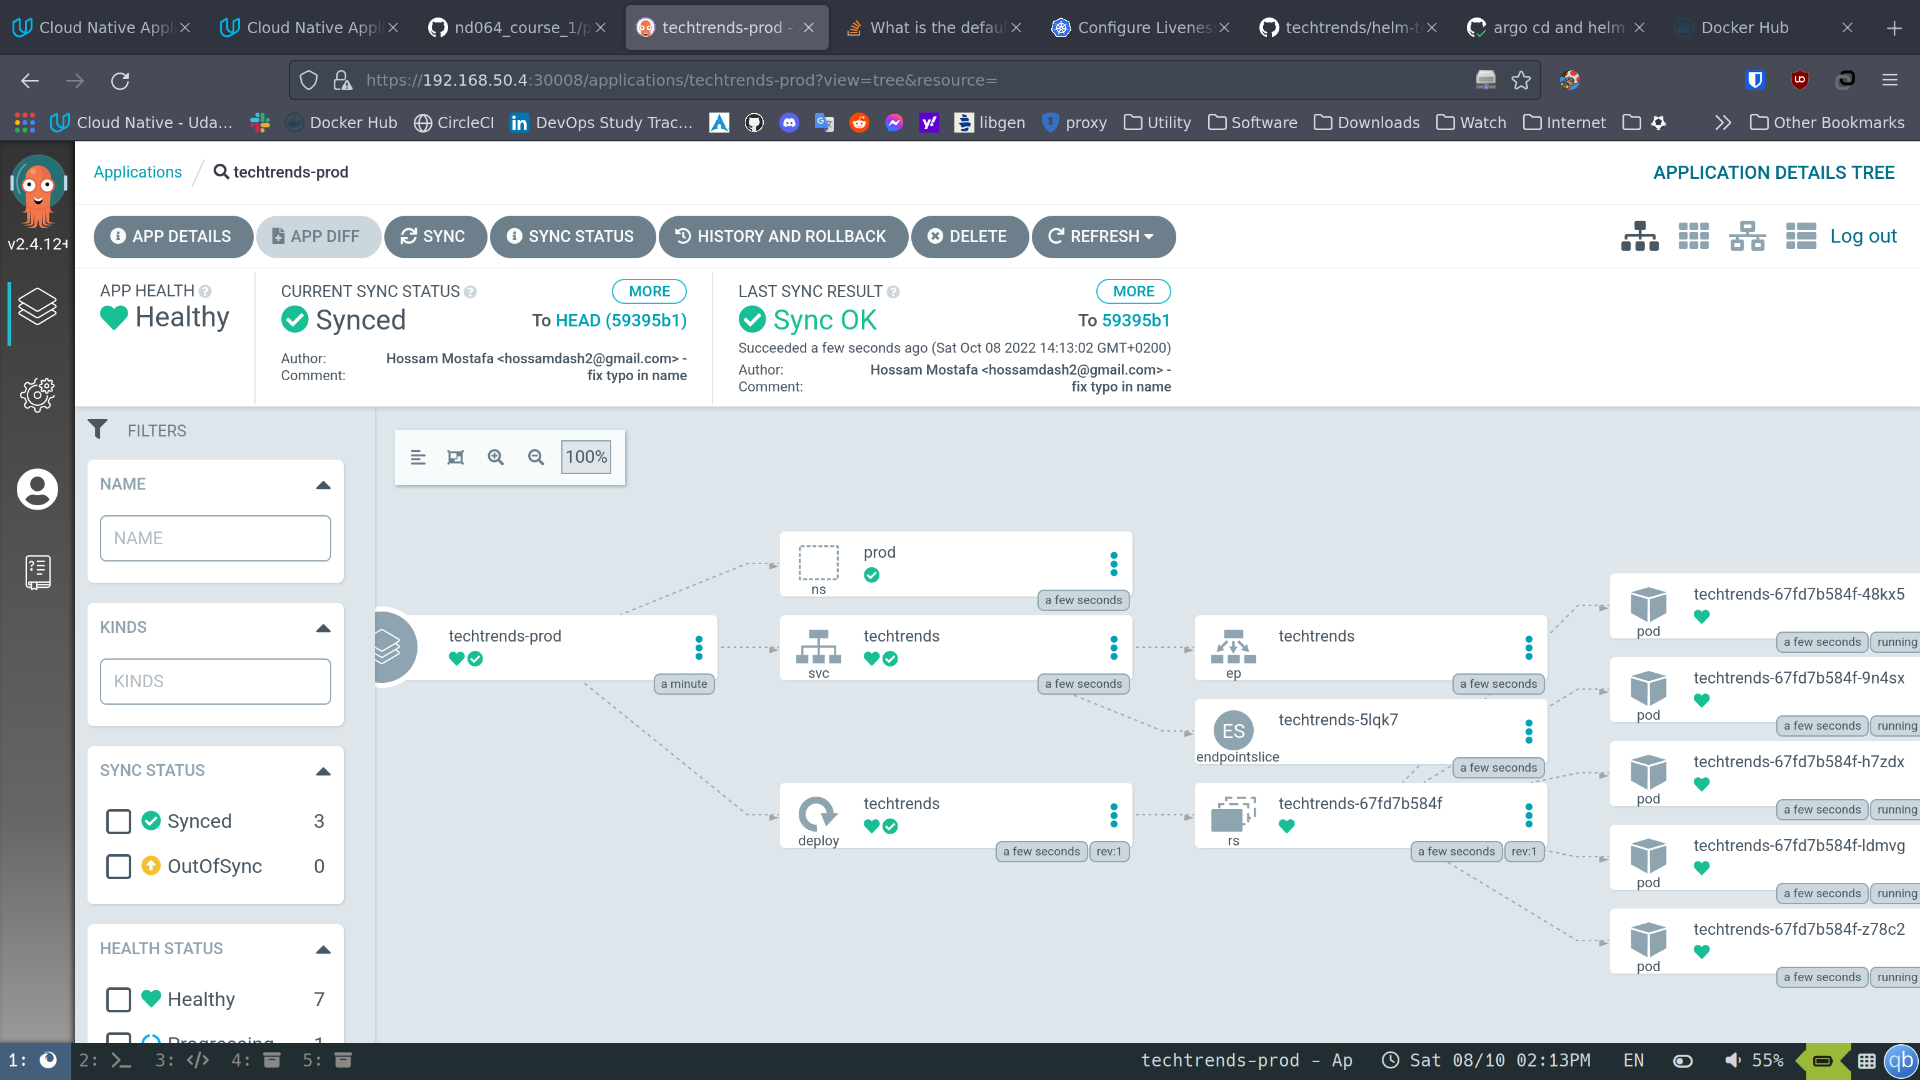 Cloud Native Appli
Cloud Native Appli
nd064_course_1/p
techtrends-prod -
What is the defau
Configure Livenes
techtrends/helm-t
argo cd and helm
Docker Hub
https://192.168.50.4:30008/applications/techtrends-prod?view=tree&resource=
Cloud Native - Uda...
Docker Hub
CircleCI
DevOps Study Trac...
libgen
proxy
Utility
Software
Downloads
Watch
Internet
Other Bookmarks
v2.4.12+
Applications / techtrends-prod
APPLICATION DETAILS TREE
APP DETAILS
APP DIFF
SYNC
SYNC STATUS
HISTORY AND ROLLBACK
DELETE
REFRESH
Log out
APP HEALTH
Healthy
CURRENT SYNC STATUS
MORE
Synced
To HEAD (59395b1)
Author: Hossam Mostafa <hossamdash2@gmail.com> -
Comment: fix typo in name
LAST SYNC RESULT
MORE
Sync OK
To 59395b1
Succeeded a few seconds ago (Sat Oct 08 2022 14:13:02 GMT+0200)
Author: Hossam Mostafa <hossamdash2@gmail.com> -
Comment: fix typo in name
FILTERS
NAME
NAME
KINDS
KINDS
SYNC STATUS
Synced 3
OutOfSync 0
HEALTH STATUS
Healthy 7
Progressing 1
100%
techtrends-prod
a minute
prod
ns
a few seconds
techtrends
svc
a few seconds
techtrends
deploy
a few seconds
rev:1
techtrends
ep
a few seconds
ES
techtrends-5lqk7
endpointslice
a few seconds
techtrends-67fd7b584f
rs
a few seconds
rev:1
techtrends-67fd7b584f-48kx5
pod
a few seconds
running
techtrends-67fd7b584f-9n4sx
pod
a few seconds
running
techtrends-67fd7b584f-h7zdx
pod
a few seconds
running
techtrends-67fd7b584f-ldmvg
pod
a few seconds
running
techtrends-67fd7b584f-z78c2
pod
a few seconds
running
1:
2:
3:
4:
5:
techtrends-prod - Ap
Sat 08/10 02:13PM
EN
55%
qb